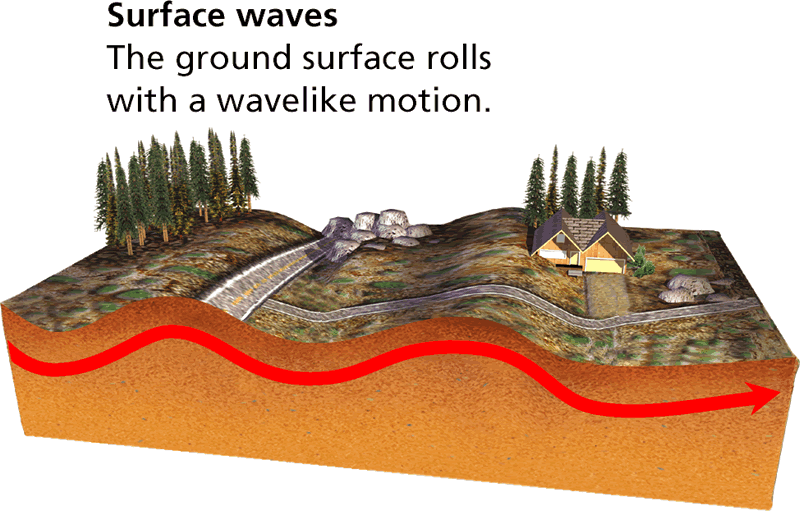 Surface waves
The ground surface rolls
with a wavelike motion.